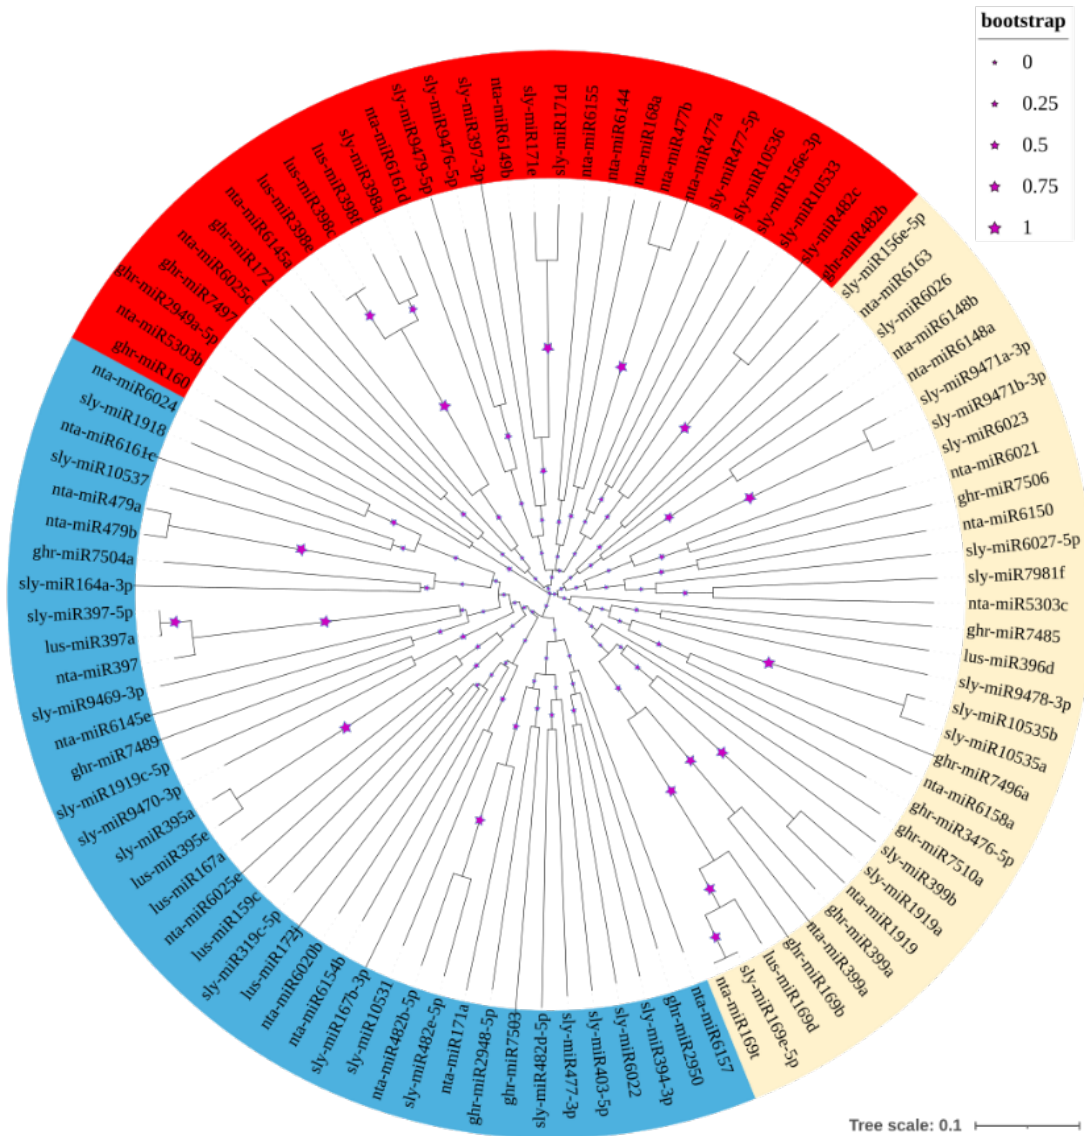 bootstrap
0
0.25
0.5
0.75
1
ghr-miR160
nta-miR5303b
ghr-miR2949a-5p
ghr-miR7497
nta-miR6025c
ghr-miR172
nta-miR6145a
lus-miR398e
lus-miR398c
lus-miR398f
sly-miR398a
nta-miR6161d
sly-miR9479-5p
sly-miR9476-5p
sly-miR397-3p
nta-miR6149b
sly-miR171e
sly-miR171d
nta-miR6155
nta-miR6144
nta-miR168a
nta-miR477b
nta-miR477a
sly-miR477-5p
sly-miR10536
sly-miR156e-3p
sly-miR10533
sly-miR482c
ghr-miR482b
sly-miR156e-5p
nta-miR6163
sly-miR6026
nta-miR6148b
nta-miR6148a
sly-miR9471a-3p
sly-miR9471b-3p
sly-miR6023
nta-miR6021
ghr-miR7506
nta-miR6150
sly-miR6027-5p
sly-miR7981f
nta-miR5303c
ghr-miR7485
lus-miR396d
sly-miR9478-3p
sly-miR10535b
sly-miR10535a
ghr-miR7496a
nta-miR6158a
ghr-miR3476-5p
ghr-miR7510a
sly-miR399b
sly-miR1919a
nta-miR1919
ghr-miR399a
nta-miR399a
ghr-miR169b
lus-miR169d
sly-miR169e-5p
nta-miR169t
nta-miR6157
ghr-miR2950
sly-miR394-3p
sly-miR6022
sly-miR403-5p
sly-miR477-3p
sly-miR482d-5p
ghr-miR7503
ghr-miR2948-5p
nta-miR171a
sly-miR482e-5p
nta-miR482b-5p
sly-miR10531
sly-miR167b-3p
nta-miR6154b
nta-miR6020b
lus-miR172j
sly-miR319c-5p
lus-miR159c
nta-miR6025e
lus-miR167a
lus-miR395e
sly-miR395a
sly-miR9470-3p
sly-miR1919c-5p
ghr-miR7489
nta-miR6145e
sly-miR9469-3p
nta-miR397
lus-miR397a
sly-miR397-5p
sly-miR164a-3p
ghr-miR7504a
nta-miR479b
nta-miR479a
sly-miR10537
nta-miR6161e
sly-miR1918
nta-miR6024
Tree scale: 0.1